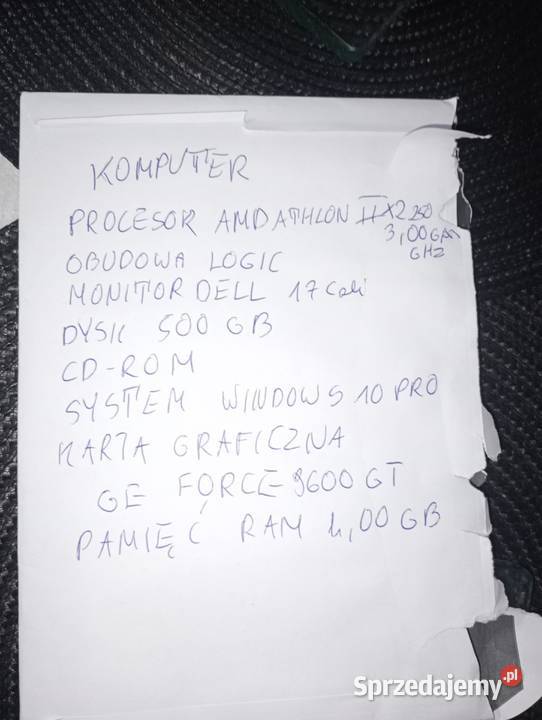 KOMPUTER
PROCESOR AMD ATHLON II X2 250
3,00
GHZ
OBUDOWA LOGIC
MONITOR DELL 17 cali
DYSK 500 GB
CD-ROM
SYSTEM WINDOWS 10 PRO
KARTA GRAFICZNA
GE FORCE 9600 GT
PAMIĘĆ RAM 4,00 GB
Sprzedajemy.pl